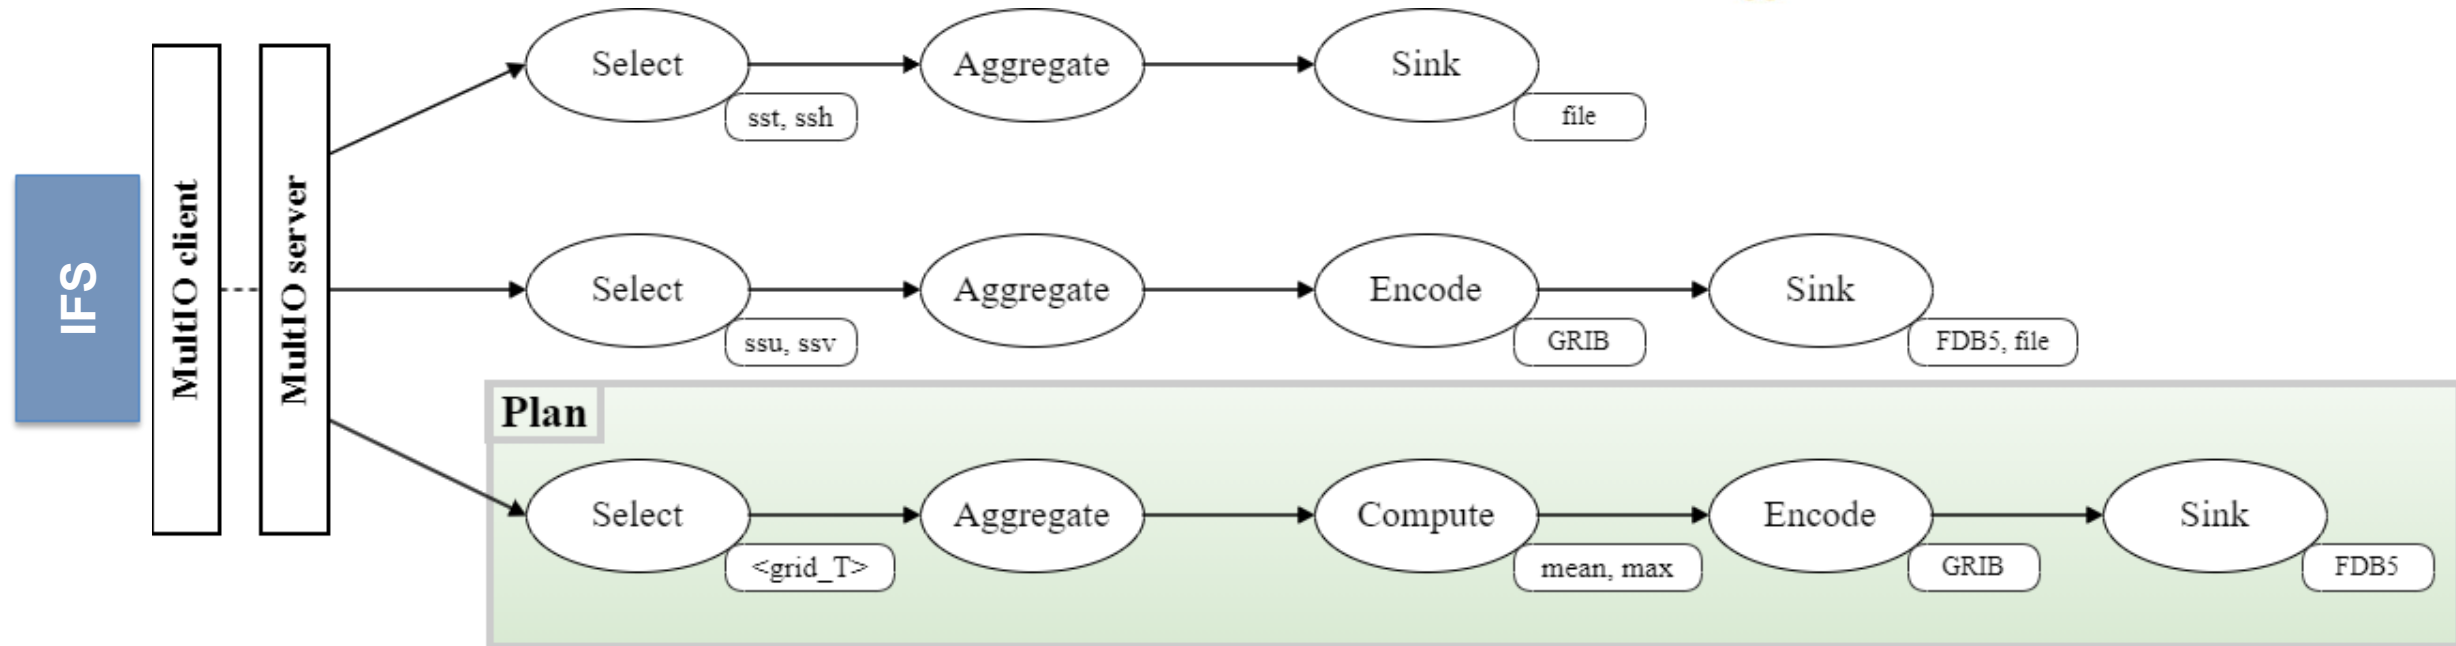 IFS
MultIO client
MultIO server
Select
sst, ssh
Aggregate
Sink
file
Select
ssu, ssv
Aggregate
Encode
GRIB
Sink
FDB5, file
Plan
Select
<grid_T>
Aggregate
Compute
mean, max
Encode
GRIB
Sink
FDB5